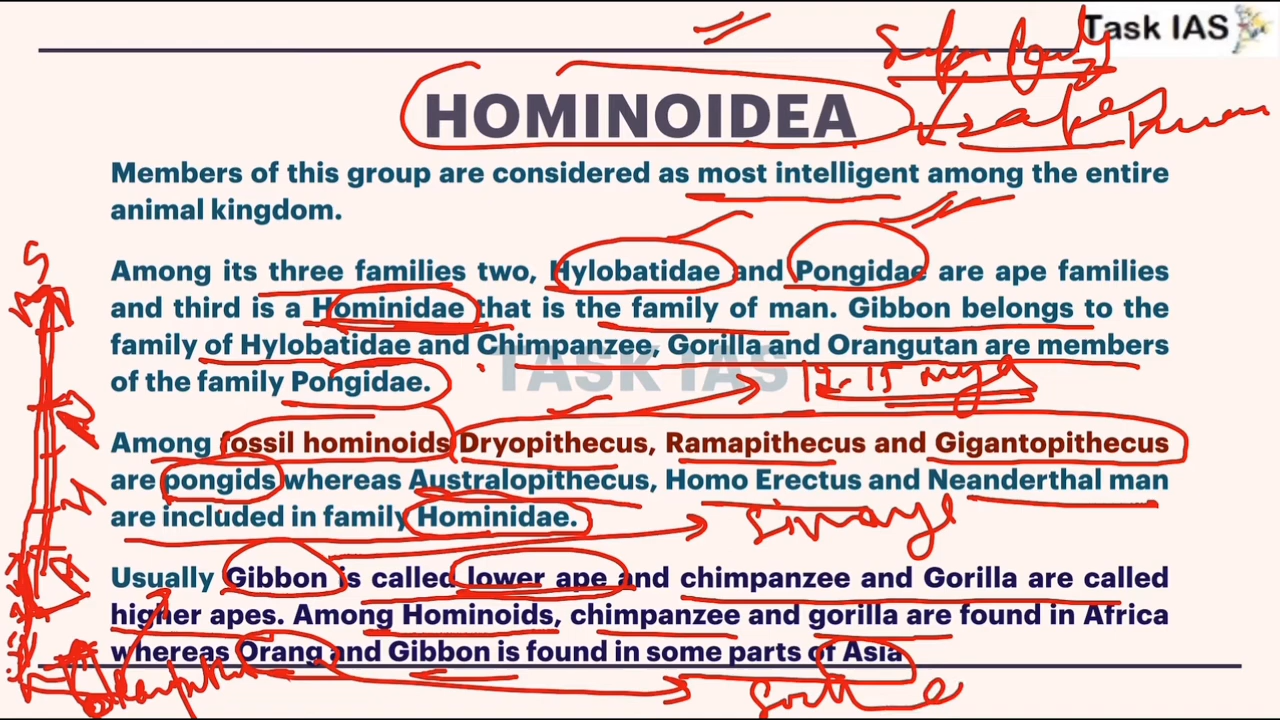 Task IAS
HOMINOIDEA
Members of this group are considered as most intelligent among the entire
animal kingdom.
Among its three families two, Hylobatidae and Pongidae are ape families
and third is a Hominidae that is the family of man. Gibbon belongs to the
family of Hylobatidae and Chimpanzee, Gorilla and Orangutan are members
of the family Pongidae.
TASK IAS
12-15 mya
Among fossil hominoids Dryopithecus, Ramapithecus and Gigantopithecus
are pongids whereas Australopithecus, Homo Erectus and Neanderthal man
are included in family Hominidae.
Usually Gibbon is called lower ape and chimpanzee and Gorilla are called
higher apes. Among Hominoids, chimpanzee and gorilla are found in Africa
whereas Orang and Gibbon is found in some parts of Asia